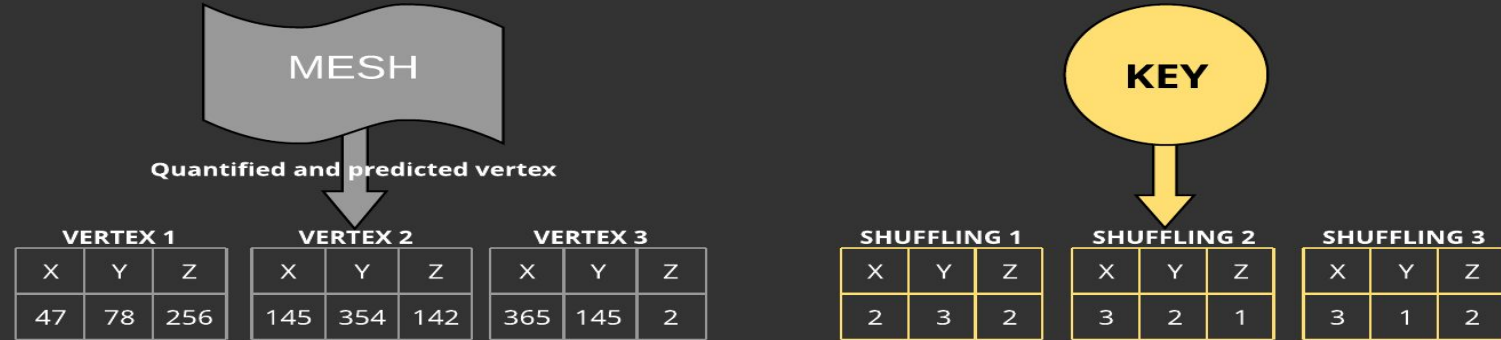 MESH
KEY
Quantified and predicted vertex
VERTEX 1 VERTEX 2 VERTEX 3 SHUFFLING 1 SHUFFLING 2 SHUFFLING 3
X Y Z X Y Z X Y Z X Y Z X Y Z X Y Z
47 78 256 145 354 142 365 145 2 2 3 2 3 2 1 3 1 2